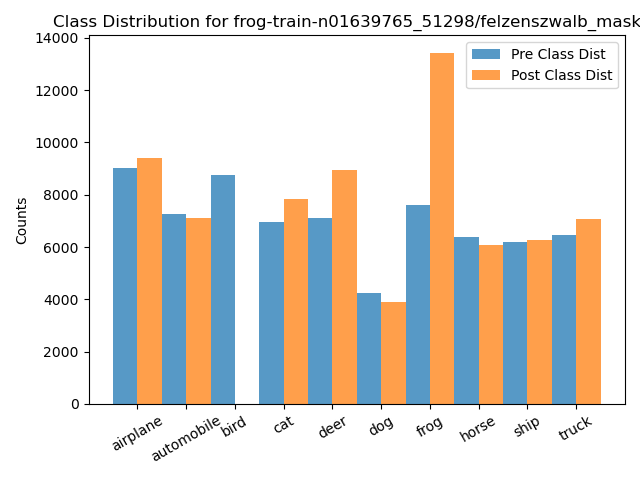 Class Distribution for frog-train-n01639765_51298/felzenszwalb_mask
14000
12000
10000
8000
6000
4000
2000
0
Counts
Pre Class Dist
Post Class Dist
airplane
automobile
bird
cat
deer
dog
frog
horse
ship
truck